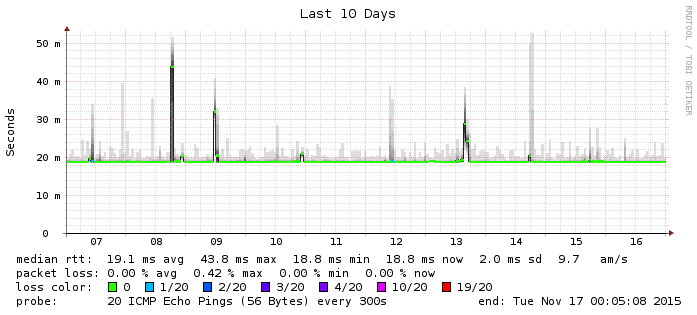 Last 10 Days
RRDTOOL / TOBI OETIKER
Seconds
50 m
40 m
30 m
20 m
10 m
0
07 08 09 10 11 12 13 14 15 16
median rtt: 19.1 ms avg 43.8 ms max 18.8 ms min 18.8 ms now 2.0 ms sd 9.7 am/s
packet loss: 0.00 % avg 0.42 % max 0.00 % min 0.00 % now
loss color: 0 1/20 2/20 3/20 4/20 10/20 19/20
probe: 20 ICMP Echo Pings (56 Bytes) every 300s end: Tue Nov 17 00:05:08 2015